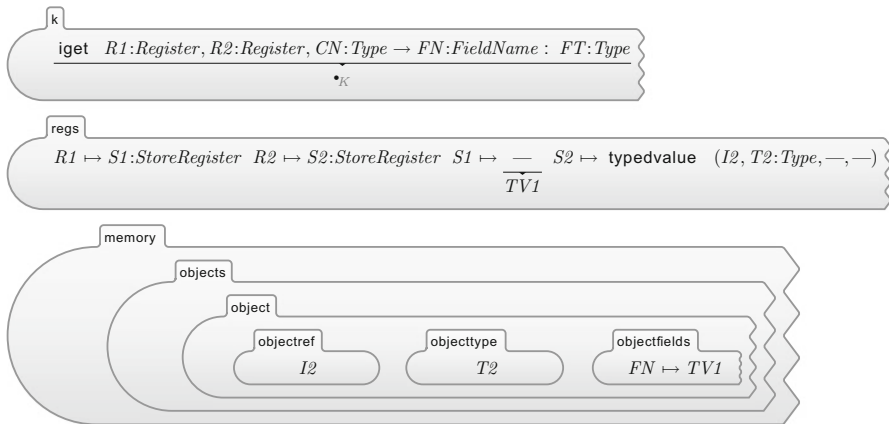 k
iget R1:Register, R2:Register, CN:Type → FN:FieldName : FT:Type
•K
regs
R1 ↦ S1:StoreRegister R2 ↦ S2:StoreRegister S1 ↦ — S2 ↦ typedvalue (I2, T2:Type, —, —)
TV1
memory
objects
object
objectref objecttype objectfields
I2 T2 FN ↦ TV1